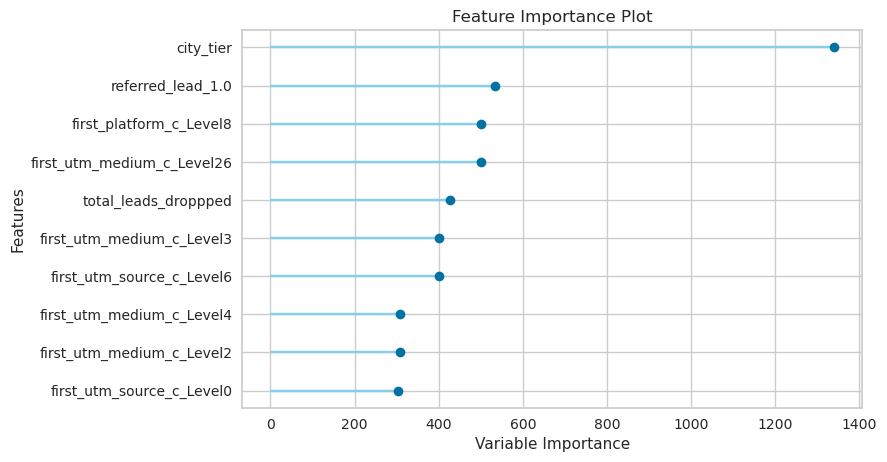 Feature Importance Plot
Features
city_tier
referred_lead_1.0
first_platform_c_Level8
first_utm_medium_c_Level26
total_leads_droppped
first_utm_medium_c_Level3
first_utm_source_c_Level6
first_utm_medium_c_Level4
first_utm_medium_c_Level2
first_utm_source_c_Level0
0 200 400 600 800 1000 1200 1400
Variable Importance